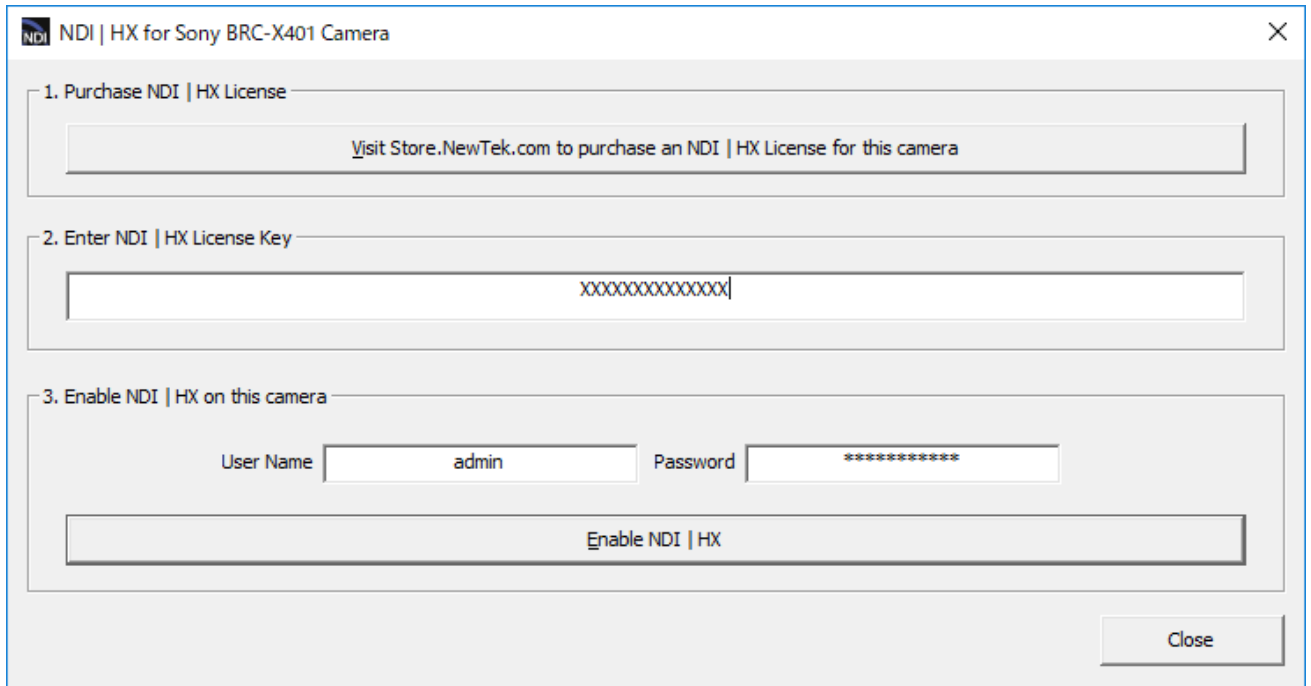 NDI NDI | HX for Sony BRC-X401 Camera
1. Purchase NDI | HX License
Visit Store.NewTek.com to purchase an NDI | HX License for this camera
2. Enter NDI | HX License Key
XXXXXXXXXXXXXX
3. Enable NDI | HX on this camera
User Name admin Password ***********
Enable NDI | HX
Close